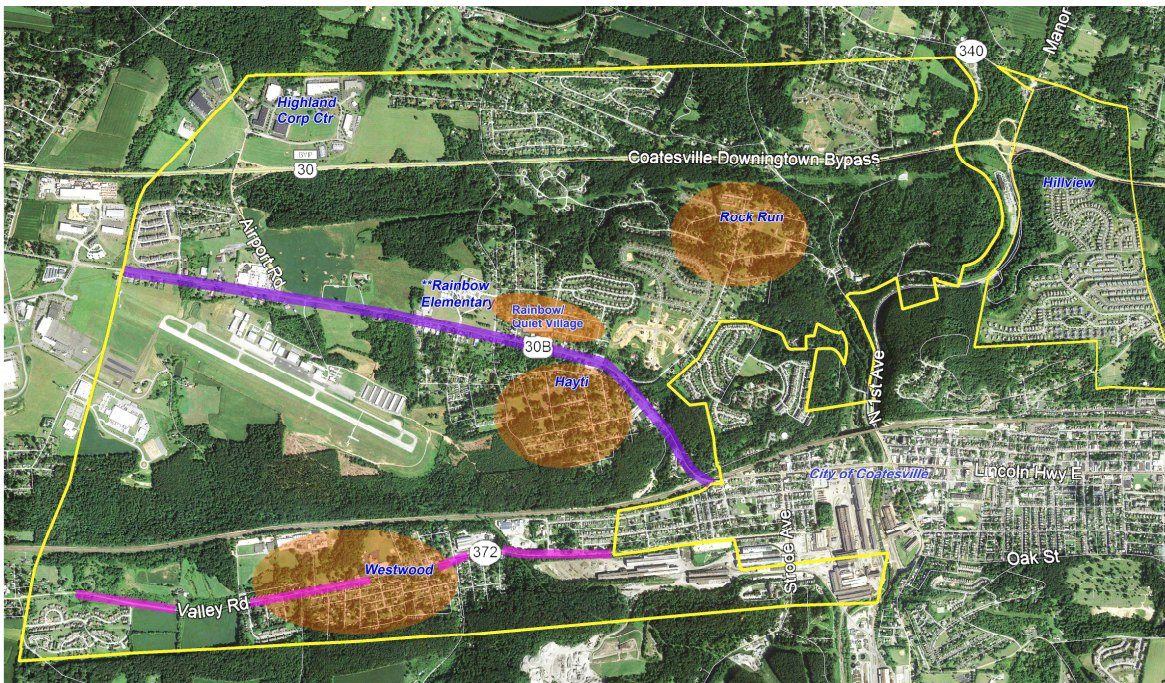 340
Manor
Highland
Corp Ctr
BYP
30
Coatesville Downingtown Bypass
Hillview
Rock Run
Airport Rd
**Rainbow
Elementary
Rainbow/
Quiet Village
30B
Hayti
N 1st Ave
City of Coatesville
Lincoln Hwy E
Strode Ave
372
Oak St
Westwood
Valley Rd